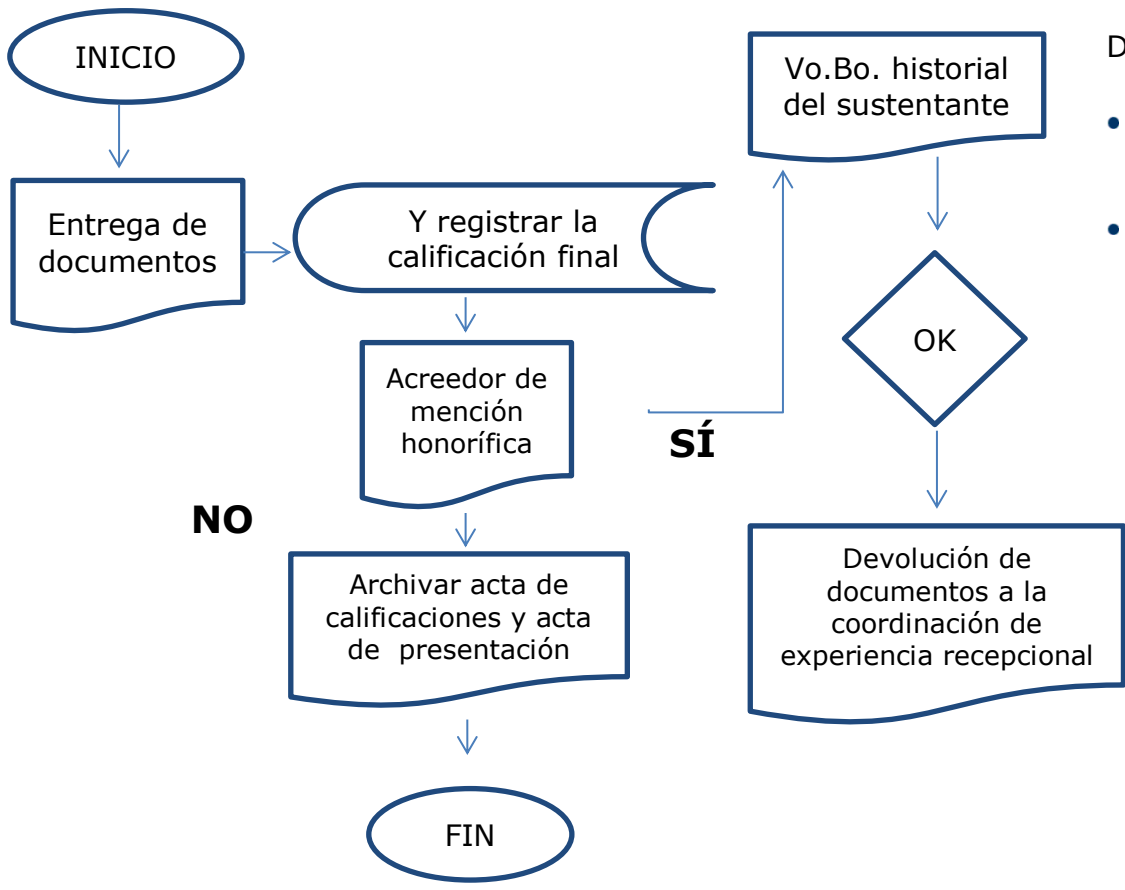 INICIO
Entrega de
documentos
Y registrar la
calificación final
Acreedor de
mención
honorífica
SÍ
NO
Archivar acta de
calificaciones y acta
de presentación
FIN
Vo.Bo. historial
del sustentante
OK
Devolución de
documentos a la
coordinación de
experiencia recepcional
D